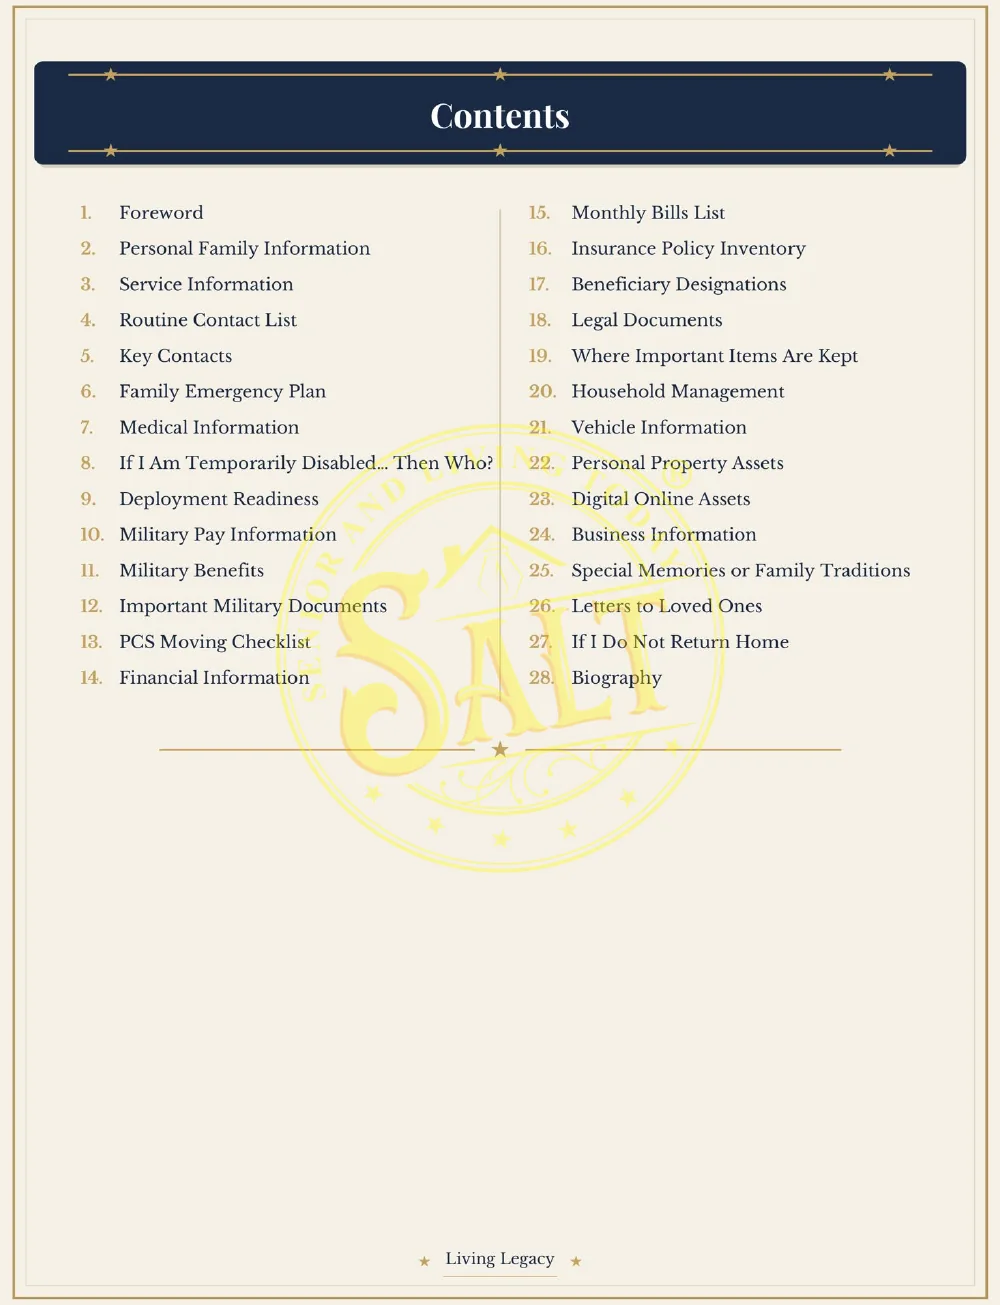 Contents
1. Foreword
2. Personal Family Information
3. Service Information
4. Routine Contact List
5. Key Contacts
6. Family Emergency Plan
7. Medical Information
8. If I Am Temporarily Disabled... Then Who?
9. Deployment Readiness
10. Military Pay Information
11. Military Benefits
12. Important Military Documents
13. PCS Moving Checklist
14. Financial Information
15. Monthly Bills List
16. Insurance Policy Inventory
17. Beneficiary Designations
18. Legal Documents
19. Where Important Items Are Kept
20. Household Management
21. Vehicle Information
22. Personal Property Assets
23. Digital Online Assets
24. Business Information
25. Special Memories or Family Traditions
26. Letters to Loved Ones
27. If I Do Not Return Home
28. Biography
SENIOR AND LIVING TODAY ®
SALT
Living Legacy